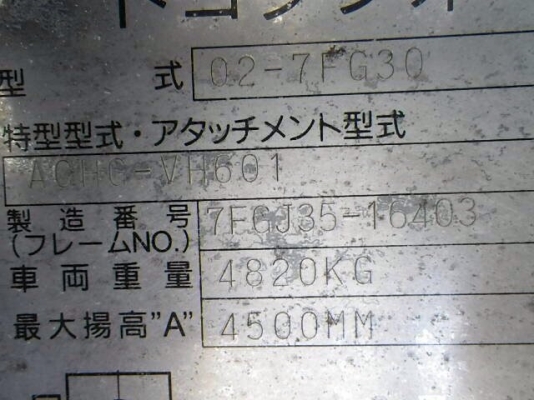 型 式 02-7FG30
特型型式・アタッチメント型式
ACHC-VH601
製造番号 7FGJ35-16403
(フレームNO.)
車両重量 4820KG
最大揚高"A" 4500MM